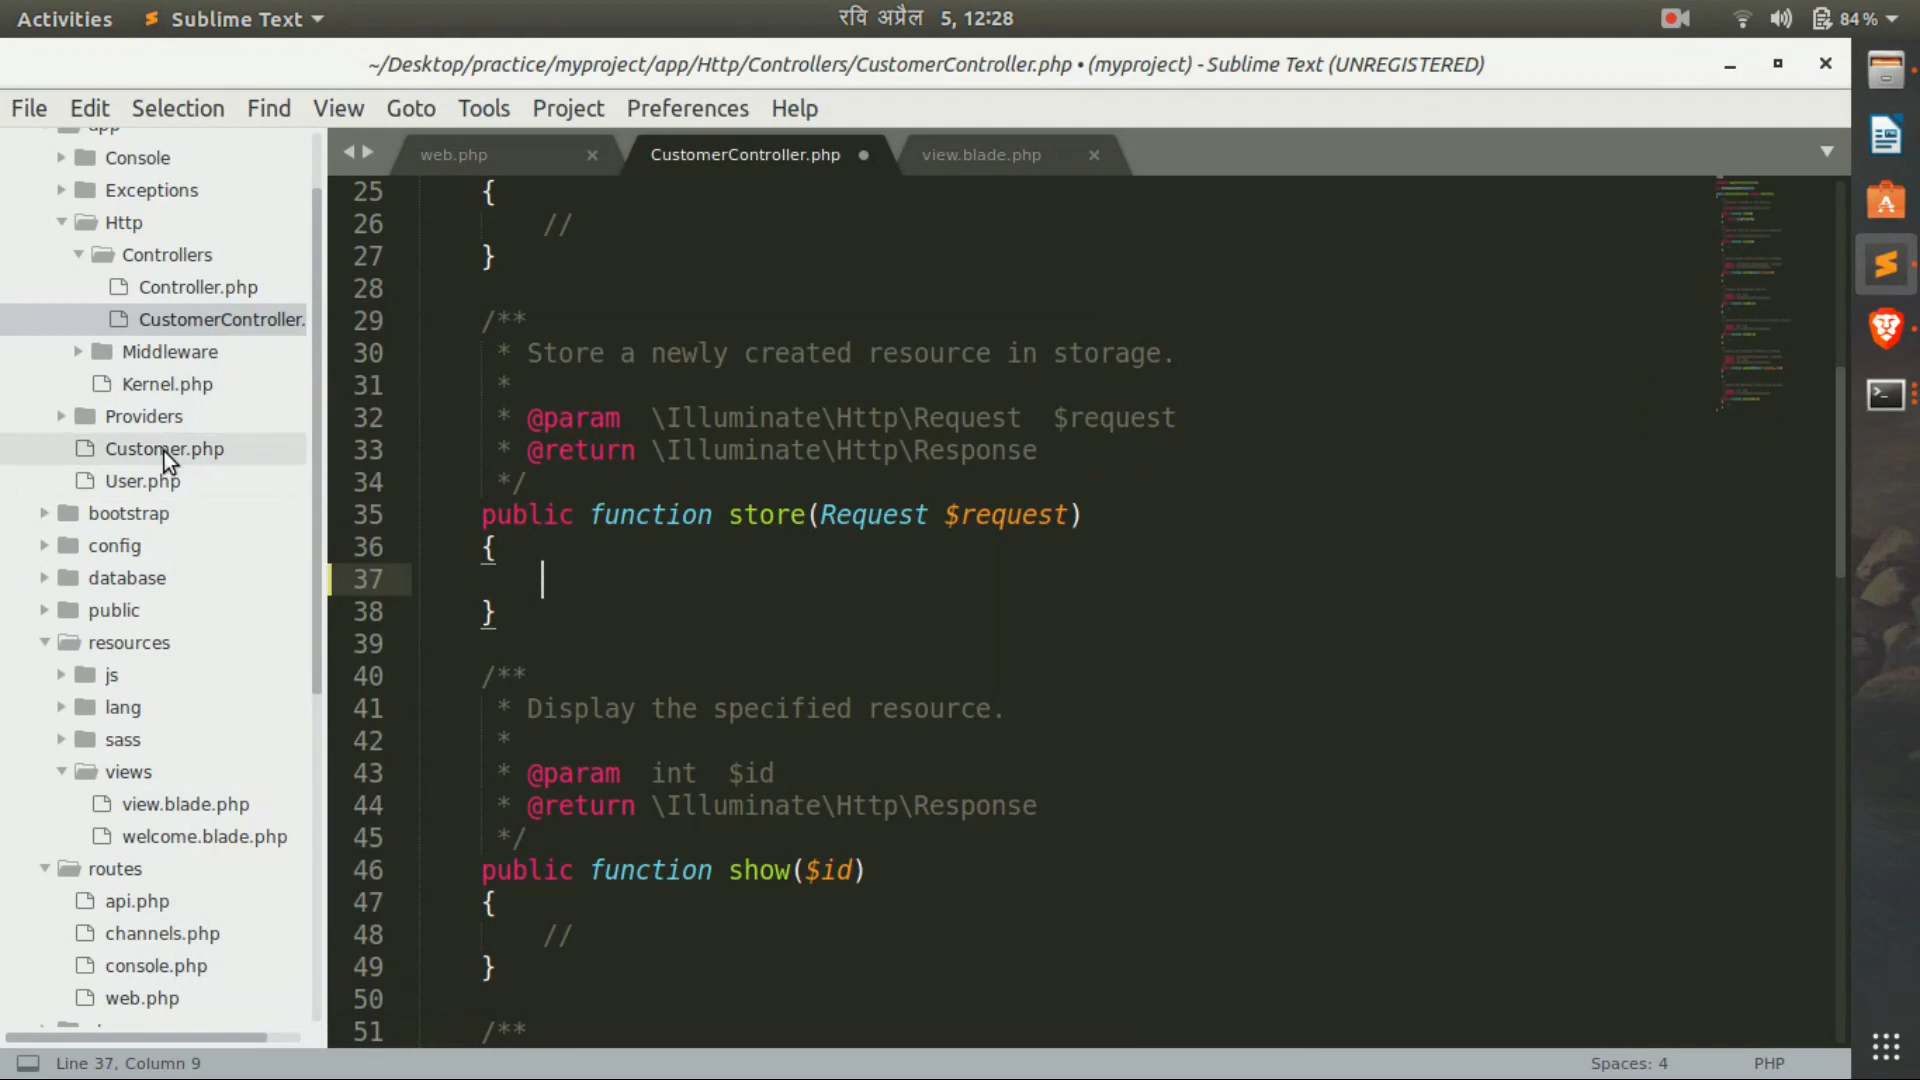 Activities
Sublime Text
रवि अप्रैल 5, 12:28
84 %
~/Desktop/practice/myproject/app/Http/Controllers/CustomerController.php • (myproject) - Sublime Text (UNREGISTERED)
File Edit Selection Find View Goto Tools Project Preferences Help
app
Console
Exceptions
Http
Controllers
Controller.php
CustomerController.
Middleware
Kernel.php
Providers
Customer.php
User.php
bootstrap
config
database
public
resources
js
lang
sass
views
view.blade.php
welcome.blade.php
routes
api.php
channels.php
console.php
web.php
web.php
CustomerController.php
view.blade.php
25 {
26 //
27 }
28
29 /**
30 * Store a newly created resource in storage.
31 *
32 * @param  \Illuminate\Http\Request  $request
33 * @return \Illuminate\Http\Response
34 */
35 public function store(Request $request)
36 {
37
38 }
39
40 /**
41 * Display the specified resource.
42 *
43 * @param  int  $id
44 * @return \Illuminate\Http\Response
45 */
46 public function show($id)
47 {
48 //
49 }
50
51 /**
Line 37, Column 9
Spaces: 4
PHP